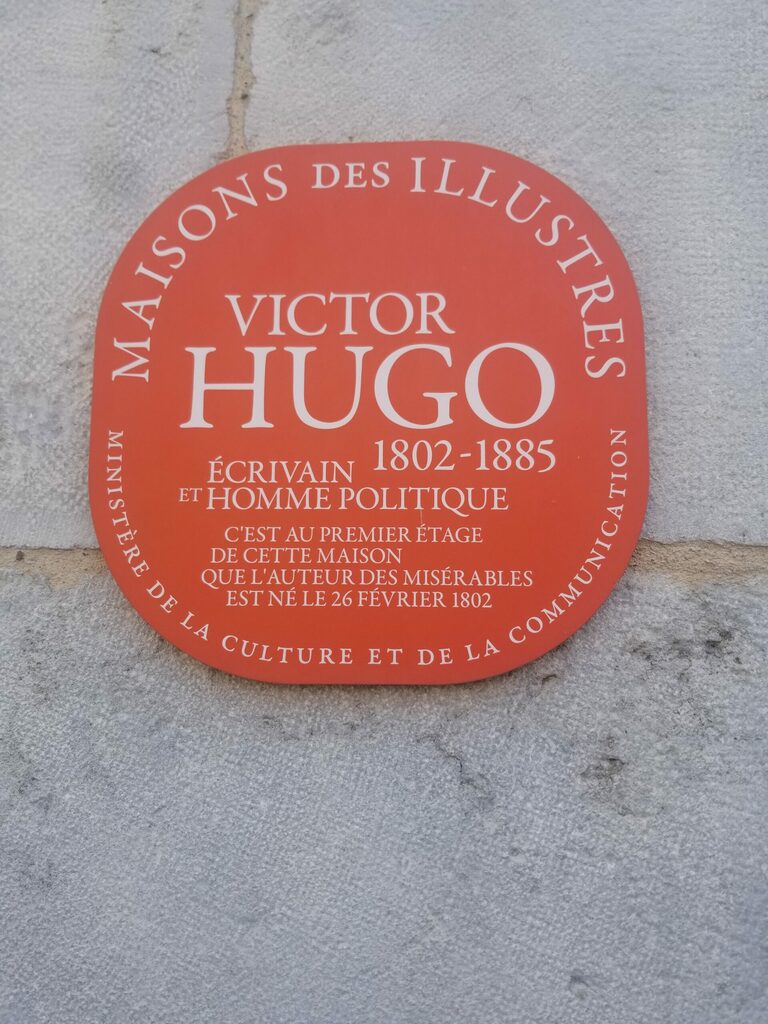 MAISONS DES ILLUSTRES
VICTOR
HUGO
1802-1885
ÉCRIVAIN
ET HOMME POLITIQUE
C'EST AU PREMIER ÉTAGE
DE CETTE MAISON
QUE L'AUTEUR DES MISÉRABLES
EST NÉ LE 26 FÉVRIER 1802
MINISTÈRE DE LA CULTURE ET DE LA COMMUNICATION